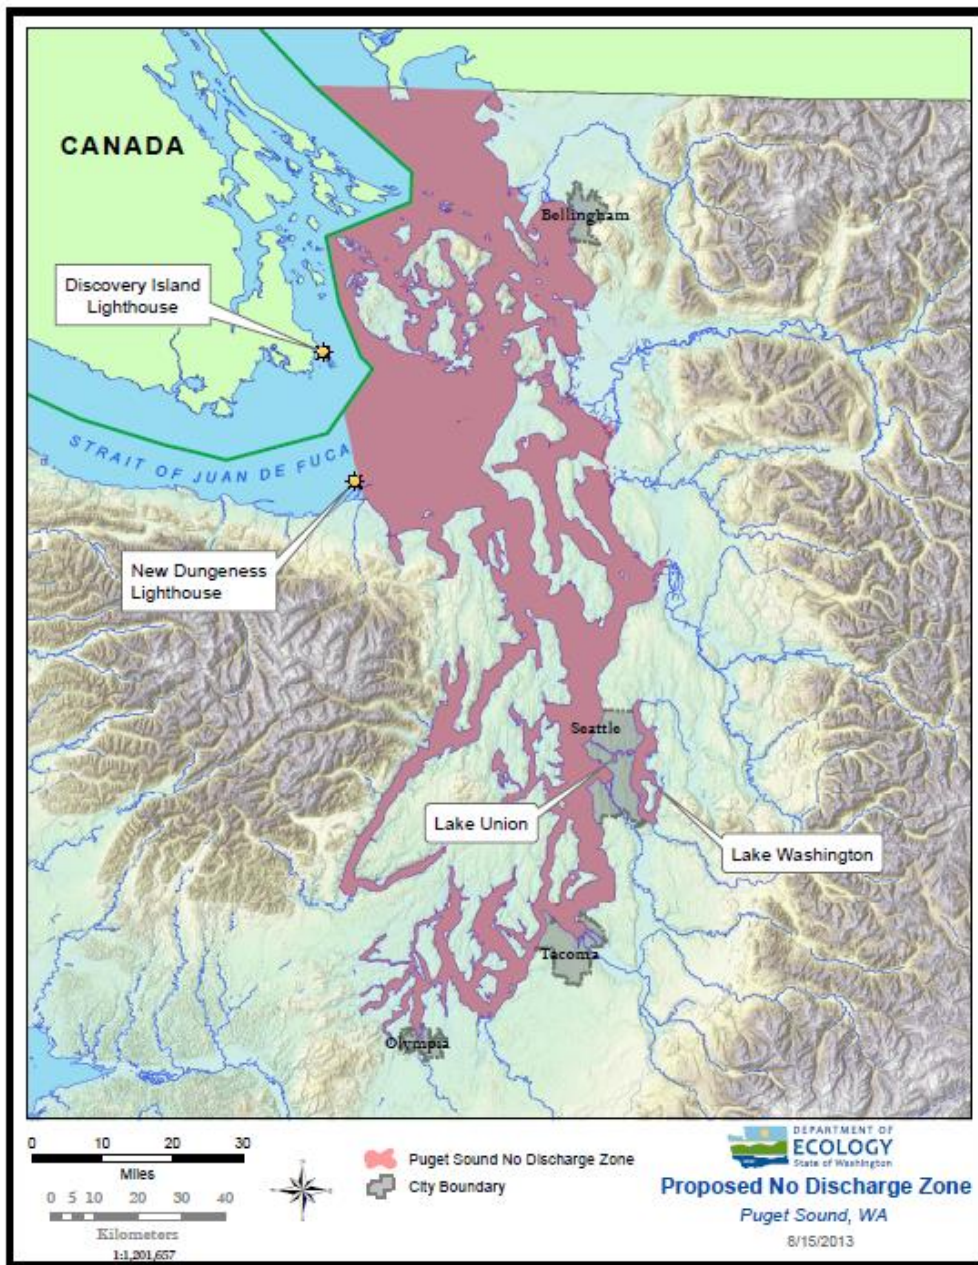 CANADA
Bellingham
Discovery Island
Lighthouse
STRAIT OF JUAN DE FUCA
New Dungeness
Lighthouse
Seattle
Lake Union
Lake Washington
Tacoma
Olympia
0 10 20 30
Miles
0 5 10 20 30 40
Kilometers
1:1,201,657
Puget Sound No Discharge Zone
City Boundary
DEPARTMENT OF
ECOLOGY
State of Washington
Proposed No Discharge Zone
Puget Sound, WA
8/15/2013